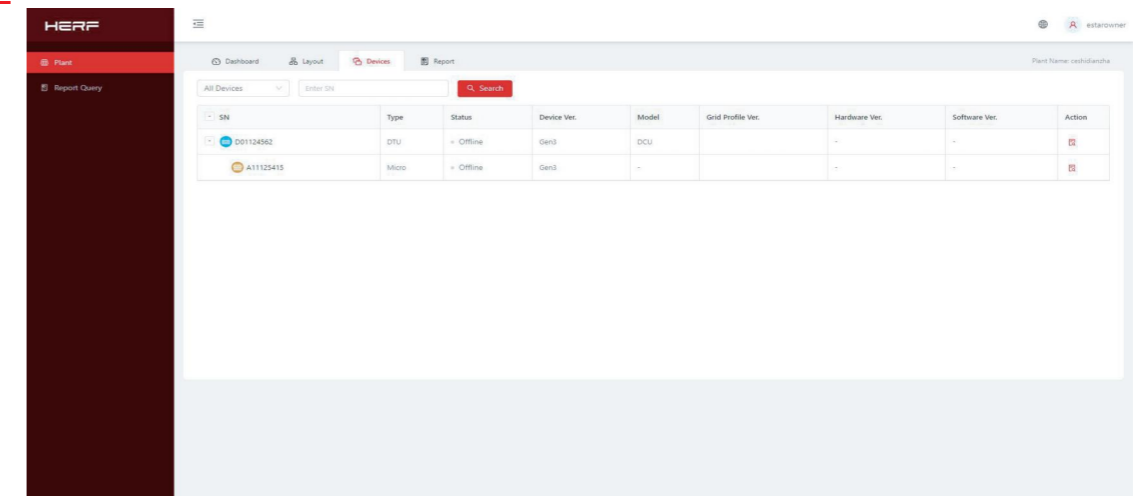 HERF
estarowner
Plant
Report Query
Dashboard Layout Devices Report
Plant Name: ceshidiansha
All Devices Enter SN Search
SN Type Status Device Ver. Model Grid Profile Ver. Hardware Ver. Software Ver. Action
D01124562 DTU Offline Gen3 DCU - -
A11125415 Micro Offline Gen3 - - -